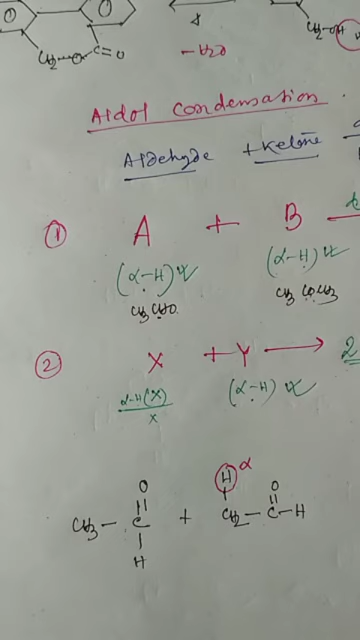 CH₂-O-C=O
Δ
-H₂O
CH₂-OH
Aldol condensation.
Aldehyde + Ketone
① A + B
(α-H) (α-H)
CH₃CHO CH₃COCH₃
② X + Y → 2
α-H(X) (α-H)
X
O H α O
CH₃-C + CH₂-C-H
H